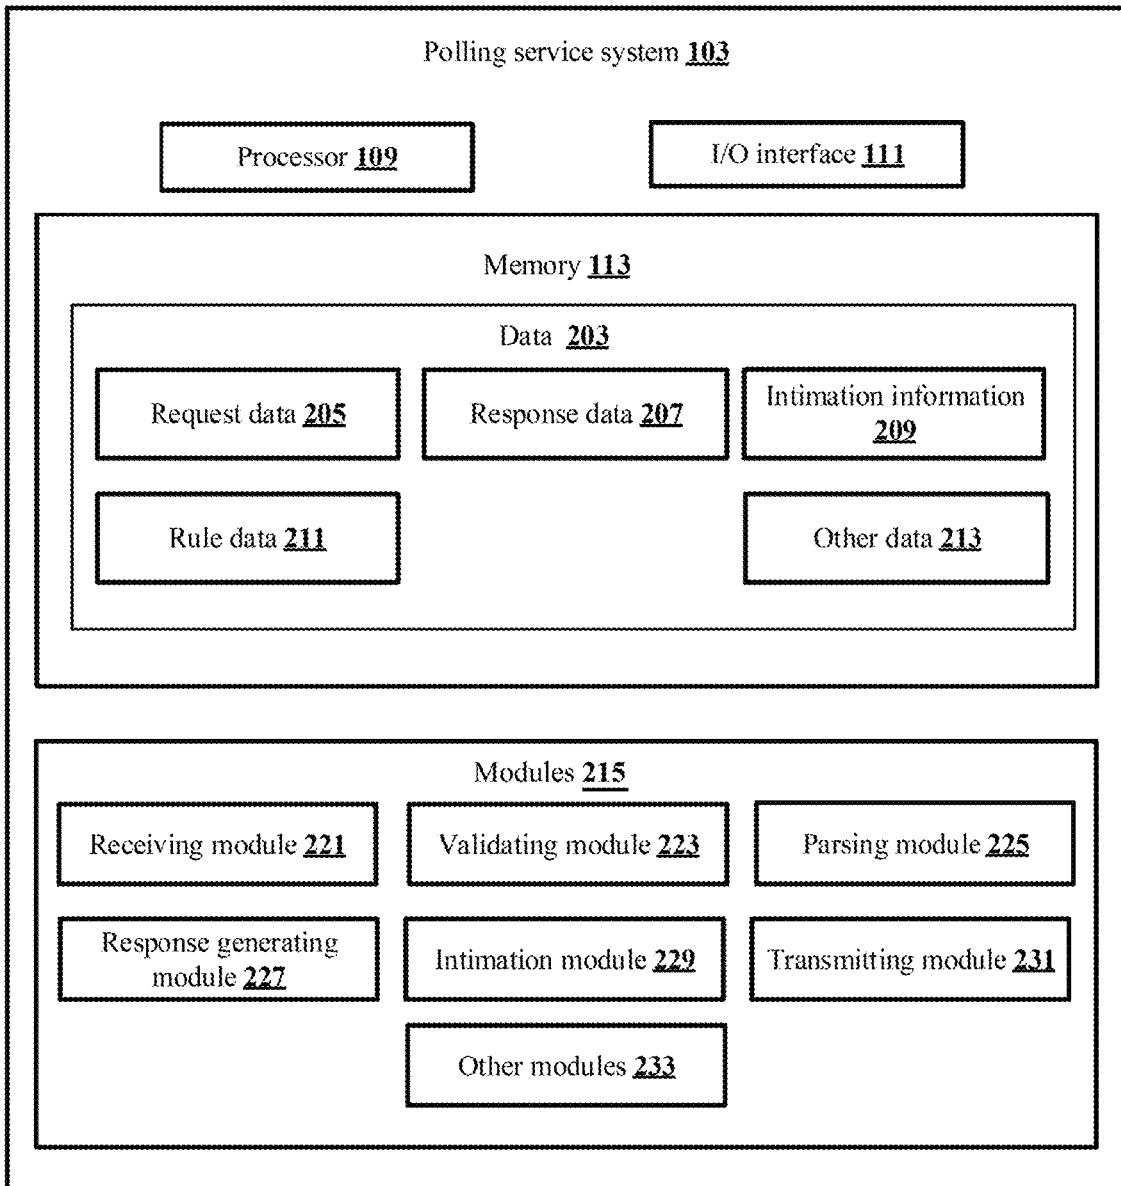 Polling service system 103
Processor 109
I/O interface 111
Memory 113
Data 203
Request data 205
Response data 207
Intimation information
209
Rule data 211
Other data 213
Modules 215
Receiving module 221
Validating module 223
Parsing module 225
Response generating
module 227
Intimation module 229
Transmitting module 231
Other modules 233